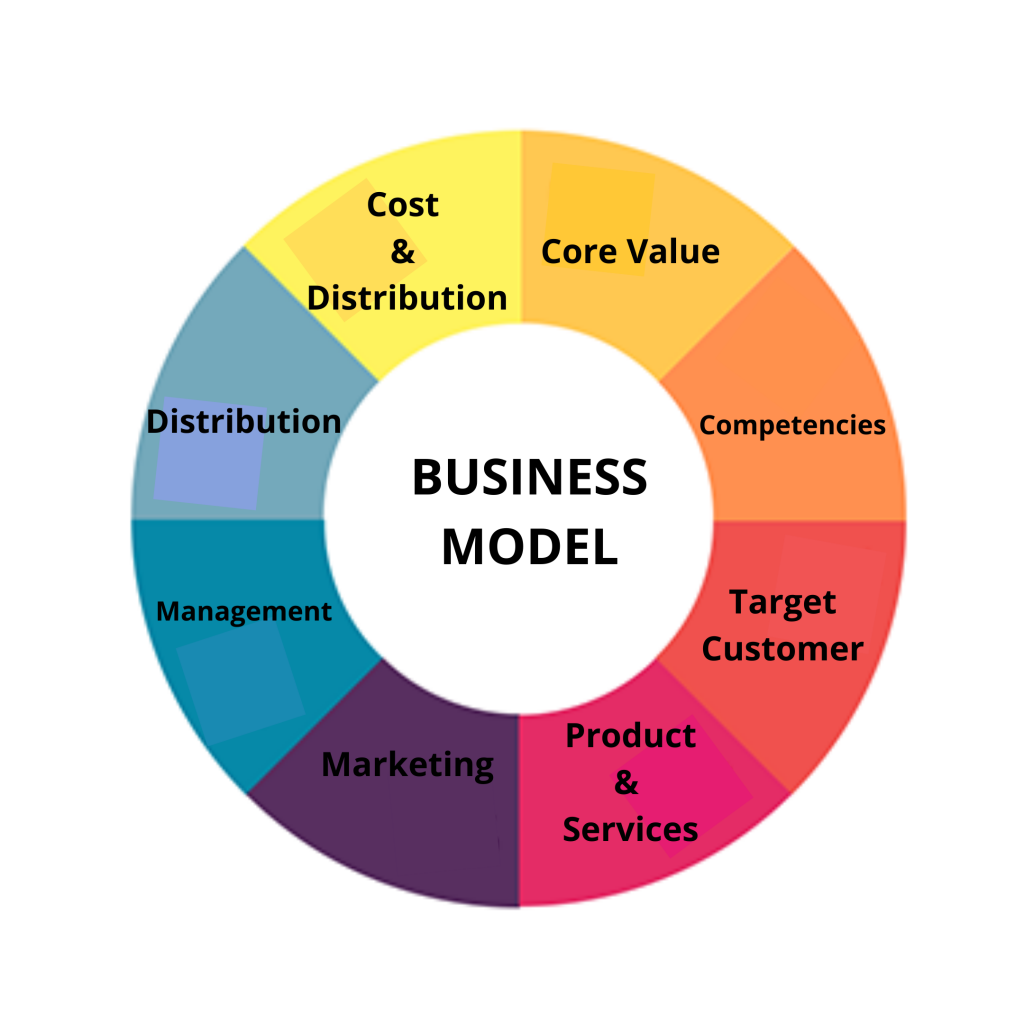 Cost
&
Distribution
Core Value
Distribution
Competencies
BUSINESS
MODEL
Management
Target
Customer
Marketing
Product
&
Services